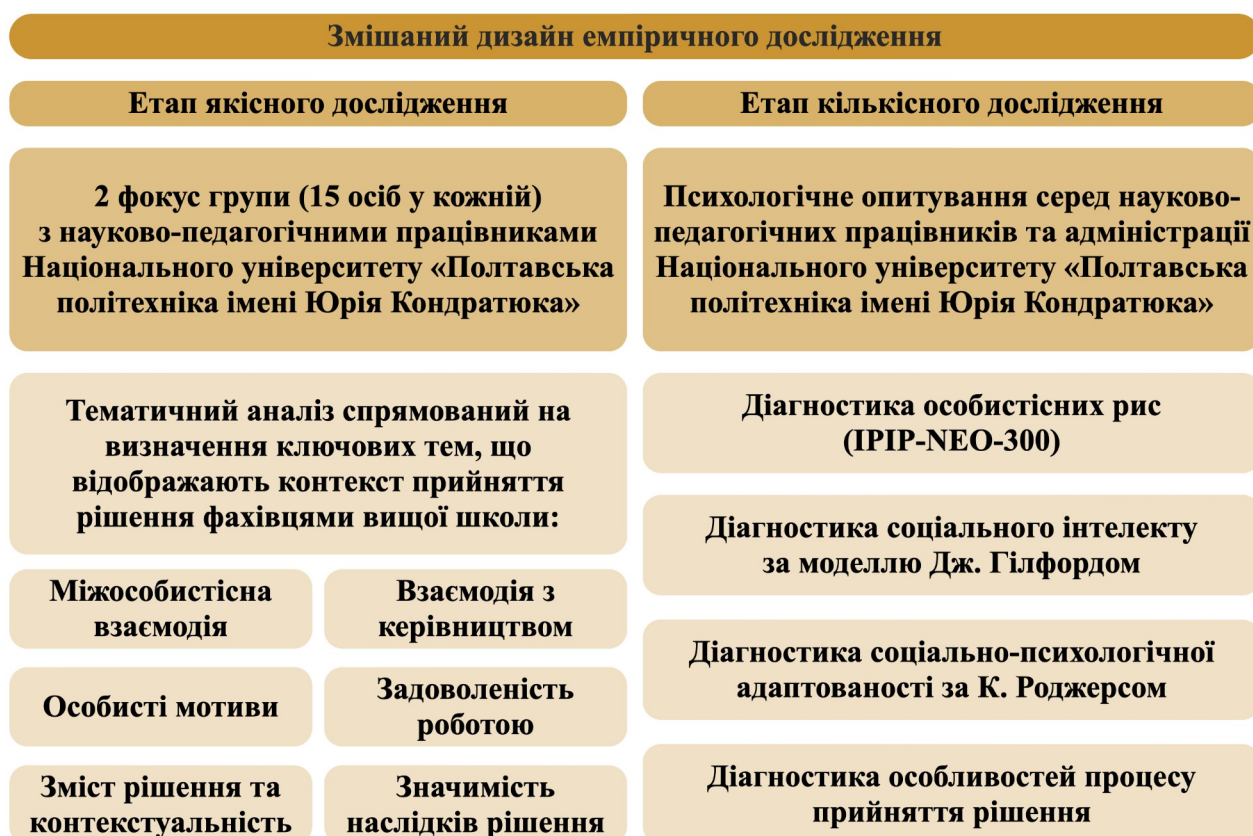 Змішаний дизайн емпіричного дослідження
Етап якісного дослідження
2 фокус групи (15 осіб у кожній)
з науково-педагогічними працівниками
Національного університету «Полтавська
політехніка імені Юрія Кондратюка»
Тематичний аналіз спрямований на
визначення ключових тем, що
відображають контекст прийняття
рішення фахівцями вищої школи:
Міжособистісна
взаємодія
Взаємодія з
керівництвом
Особисті мотиви
Задоволеність
роботою
Зміст рішення та
контекстуальність
Значимість
наслідків рішення
Етап кількісного дослідження
Психологічне опитування серед науково-
педагогічних працівників та адміністрації
Національного університету «Полтавська
політехніка імені Юрія Кондратюка»
Діагностика особистісних рис
(IPIP-NEO-300)
Діагностика соціального інтелекту
за моделлю Дж. Гілфордом
Діагностика соціально-психологічної
адаптованості за К. Роджерсом
Діагностика особливостей процесу
прийняття рішення